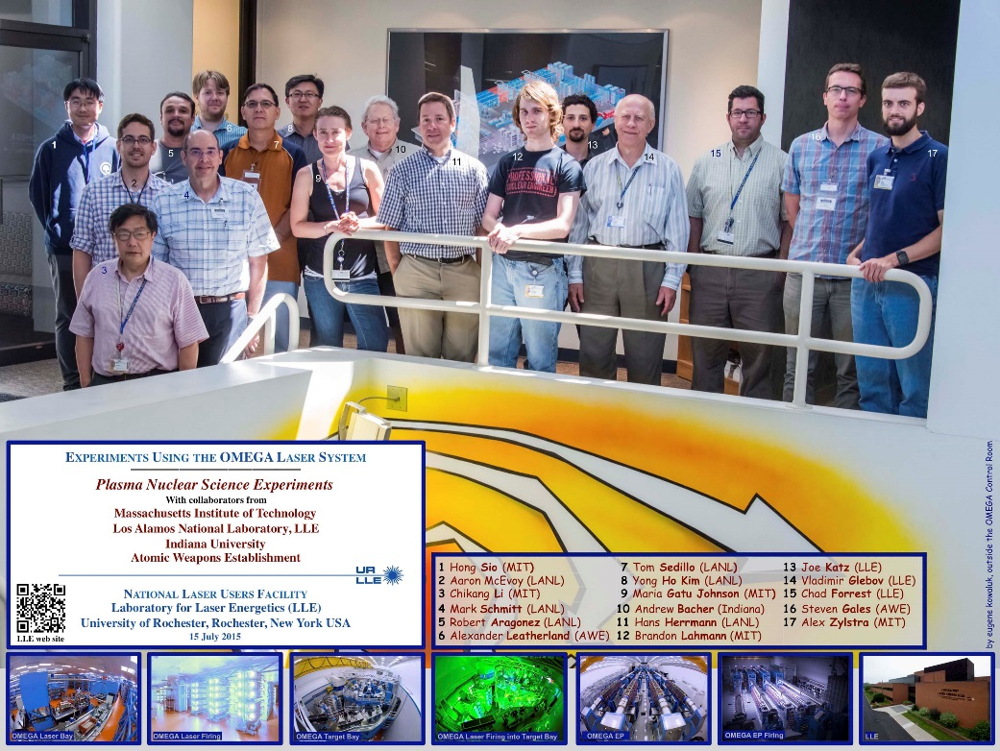 1
2
3
4
5
6
7
8
9
10
11
12
13
14
15
16
17
PROFESSIONAL
NUCLEAR ENGINEER
EXPERIMENTS USING THE OMEGA LASER SYSTEM
Plasma Nuclear Science Experiments
With collaborators from
Massachusetts Institute of Technology
Los Alamos National Laboratory, LLE
Indiana University
Atomic Weapons Establishment
UR
LLE
NATIONAL LASER USERS FACILITY
Laboratory for Laser Energetics (LLE)
University of Rochester, Rochester, New York USA
15 July 2015
LLE web site
1 Hong Sio (MIT)
2 Aaron McEvoy (LANL)
3 Chikang Li (MIT)
4 Mark Schmitt (LANL)
5 Robert Aragonez (LANL)
6 Alexander Leatherland (AWE)
7 Tom Sedillo (LANL)
8 Yong Ho Kim (LANL)
9 Maria Gatu Johnson (MIT)
10 Andrew Bacher (Indiana)
11 Hans Herrmann (LANL)
12 Brandon Lahmann (MIT)
13 Joe Katz (LLE)
14 Vladimir Glebov (LLE)
15 Chad Forrest (LLE)
16 Steven Gales (AWE)
17 Alex Zylstra (MIT)
by eugene kowaluk, outside the OMEGA Control Room
OMEGA Laser Bay
OMEGA Laser Firing
OMEGA Target Bay
OMEGA Laser Firing into Target Bay
OMEGA EP
OMEGA EP Firing
LLE